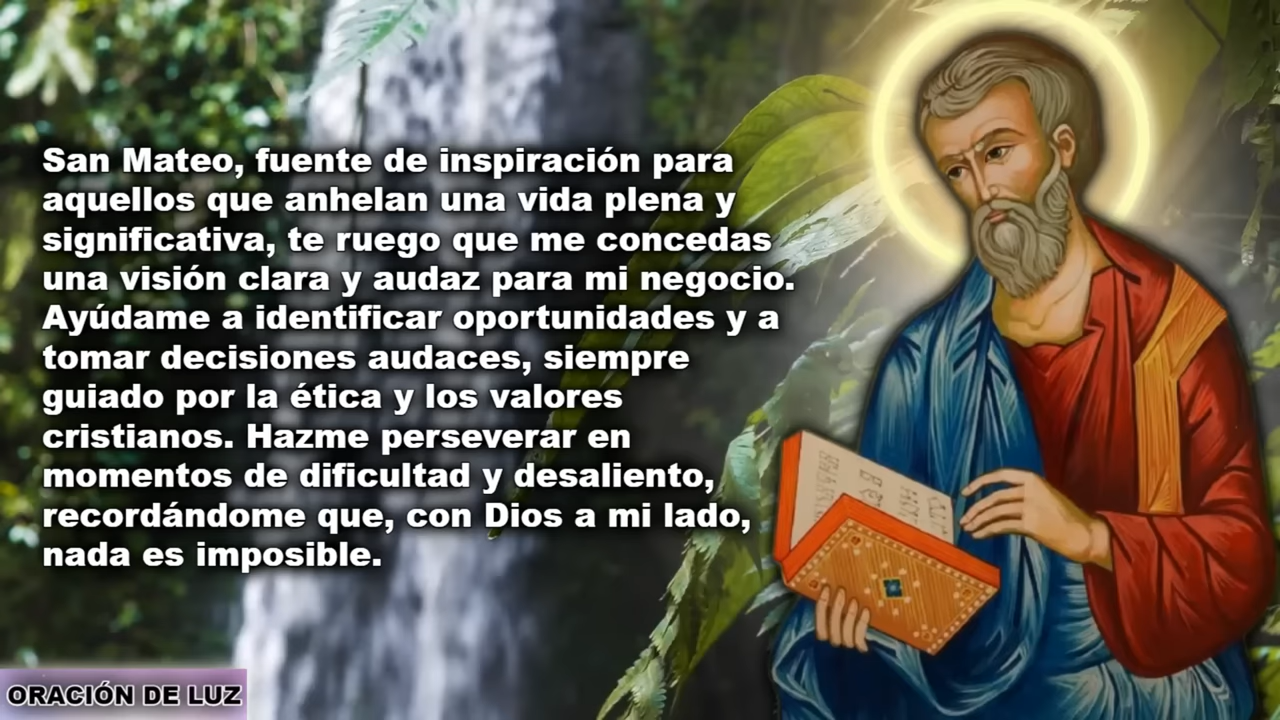 San Mateo, fuente de inspiración para
aquellos que anhelan una vida plena y
significativa, te ruego que me concedas
una visión clara y audaz para mi negocio.
Ayúdame a identificar oportunidades y a
tomar decisiones audaces, siempre
guiado por la ética y los valores
cristianos. Hazme perseverar en
momentos de dificultad y desaliento,
recordándome que, con Dios a mi lado,
nada es imposible.
ORACIÓN DE LUZ